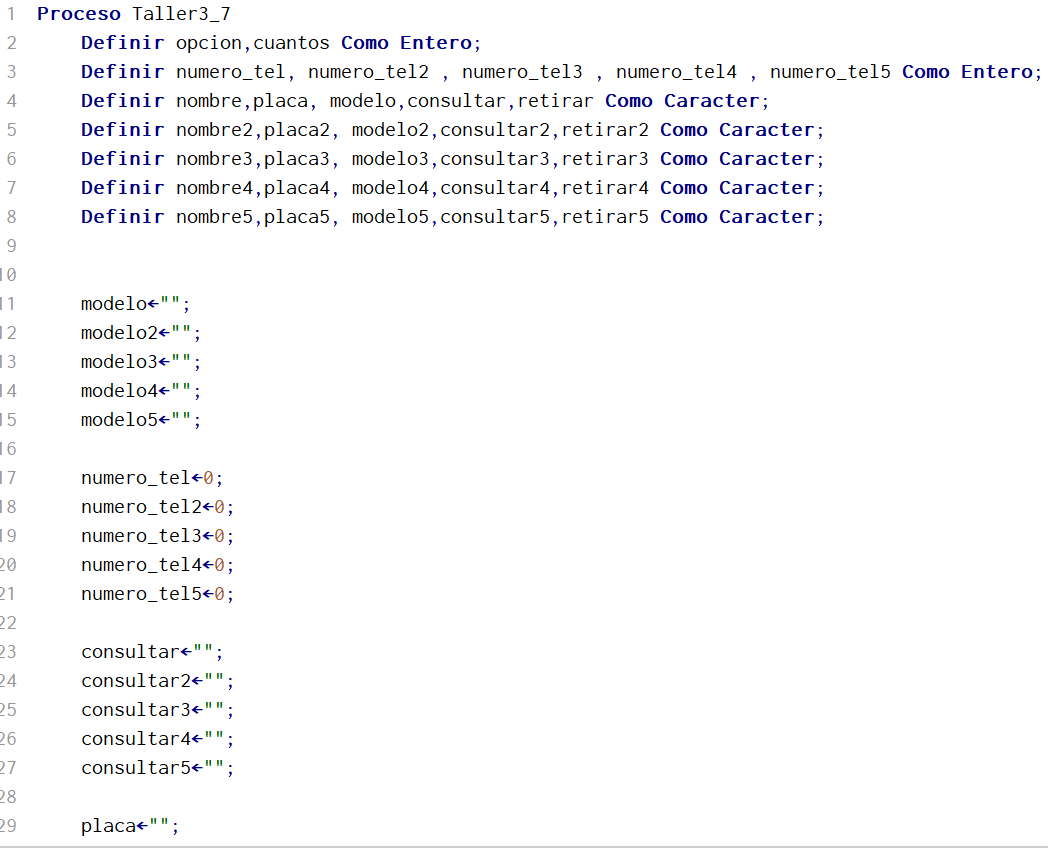 1 Proceso Taller3_7
2 Definir opcion,cuantos Como Entero;
3 Definir numero_tel, numero_tel2 , numero_tel3 , numero_tel4 , numero_tel5 Como Entero;
4 Definir nombre,placa, modelo,consultar,retirar Como Caracter;
5 Definir nombre2,placa2, modelo2,consultar2,retirar2 Como Caracter;
6 Definir nombre3,placa3, modelo3,consultar3,retirar3 Como Caracter;
7 Definir nombre4,placa4, modelo4,consultar4,retirar4 Como Caracter;
8 Definir nombre5,placa5, modelo5,consultar5,retirar5 Como Caracter;
9
10
11 modelo←"";
12 modelo2←"";
13 modelo3←"";
14 modelo4←"";
15 modelo5←"";
16
17 numero_tel←0;
18 numero_tel2←0;
19 numero_tel3←0;
20 numero_tel4←0;
21 numero_tel5←0;
22
23 consultar←"";
24 consultar2←"";
25 consultar3←"";
26 consultar4←"";
27 consultar5←"";
28
29 placa←"";